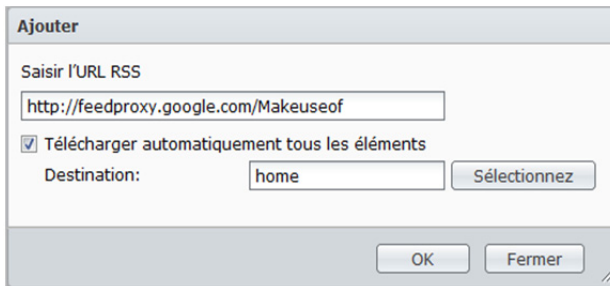 Ajouter
Saisir l'URL RSS
http://feedproxy.google.com/Makeuseof
Télécharger automatiquement tous les éléments
Destination: home Sélectionnez
OK Fermer